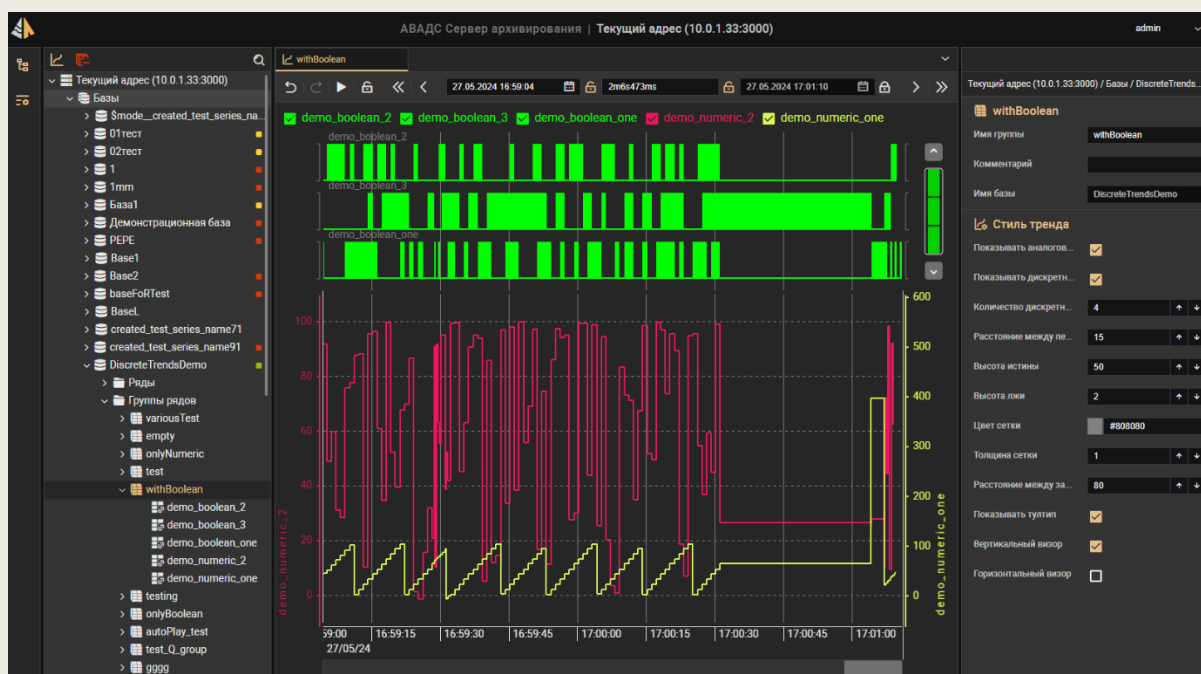 АВАДС Сервер архивирования | Текущий адрес (10.0.1.33:3000)
admin
Текущий адрес (10.0.1.33:3000)
Базы
$mode__created_test_series_na...
01тест
02тест
1
1mm
База1
Демонстрационная база
PEPE
Base1
Base2
baseFoRTest
BaseL
created_test_series_name71
created_test_series_name91
DiscreteTrendsDemo
Ряды
Группы рядов
variousTest
empty
onlyNumeric
test
withBoolean
demo_boolean_2
demo_boolean_3
demo_boolean_one
demo_numeric_2
demo_numeric_one
testing
onlyBoolean
autoPlay_test
test_Q_group
gggg
withBoolean
27.05.2024 16:59:04
2m6s473ms
27.05.2024 17:01:10
demo_boolean_2 demo_boolean_3 demo_boolean_one demo_numeric_2 demo_numeric_one
demo_boolean_2
demo_boolean_3
demo_boolean_one
100
80
60
40
20
0
demo_numeric_2
600
500
400
300
200
100
0
demo_numeric_one
59:00 16:59:15 16:59:30 16:59:45 17:00:00 17:00:15 17:00:30 17:00:45 17:01:00
27/05/24
Текущий адрес (10.0.1.33:3000) / Базы / DiscreteTrends...
withBoolean
Имя группы withBoolean
Комментарий
Имя базы DiscreteTrendsDemo
Стиль тренда
Показывать аналогов...
Показывать дискретн...
Количество дискретн... 4
Расстояние между пе... 15
Высота истины 50
Высота лжи 2
Цвет сетки #808080
Толщина сетки 1
Расстояние между за... 80
Показывать тултип
Вертикальный визор
Горизонтальный визор